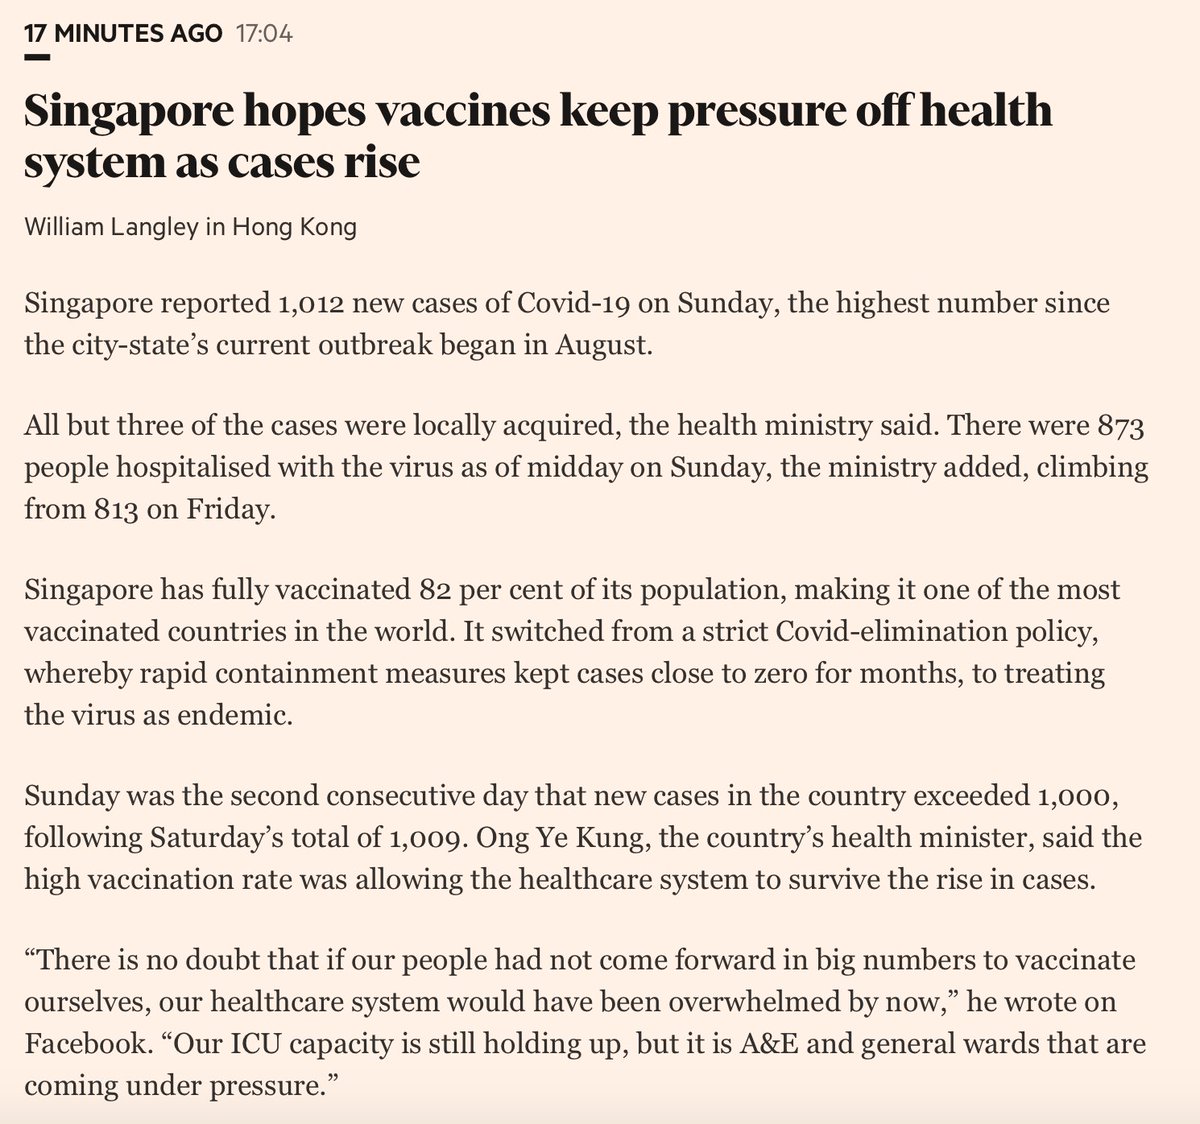 17 MINUTES AGO 17:04
Singapore hopes vaccines keep pressure off health
system as cases rise
William Langley in Hong Kong
Singapore reported 1,012 new cases of Covid-19 on Sunday, the highest number since
the city-state’s current outbreak began in August.
All but three of the cases were locally acquired, the health ministry said. There were 873
people hospitalised with the virus as of midday on Sunday, the ministry added, climbing
from 813 on Friday.
Singapore has fully vaccinated 82 per cent of its population, making it one of the most
vaccinated countries in the world. It switched from a strict Covid-elimination policy,
whereby rapid containment measures kept cases close to zero for months, to treating
the virus as endemic.
Sunday was the second consecutive day that new cases in the country exceeded 1,000,
following Saturday’s total of 1,009. Ong Ye Kung, the country’s health minister, said the
high vaccination rate was allowing the healthcare system to survive the rise in cases.
“There is no doubt that if our people had not come forward in big numbers to vaccinate
ourselves, our healthcare system would have been overwhelmed by now,” he wrote on
Facebook. “Our ICU capacity is still holding up, but it is A&E and general wards that are
coming under pressure.”